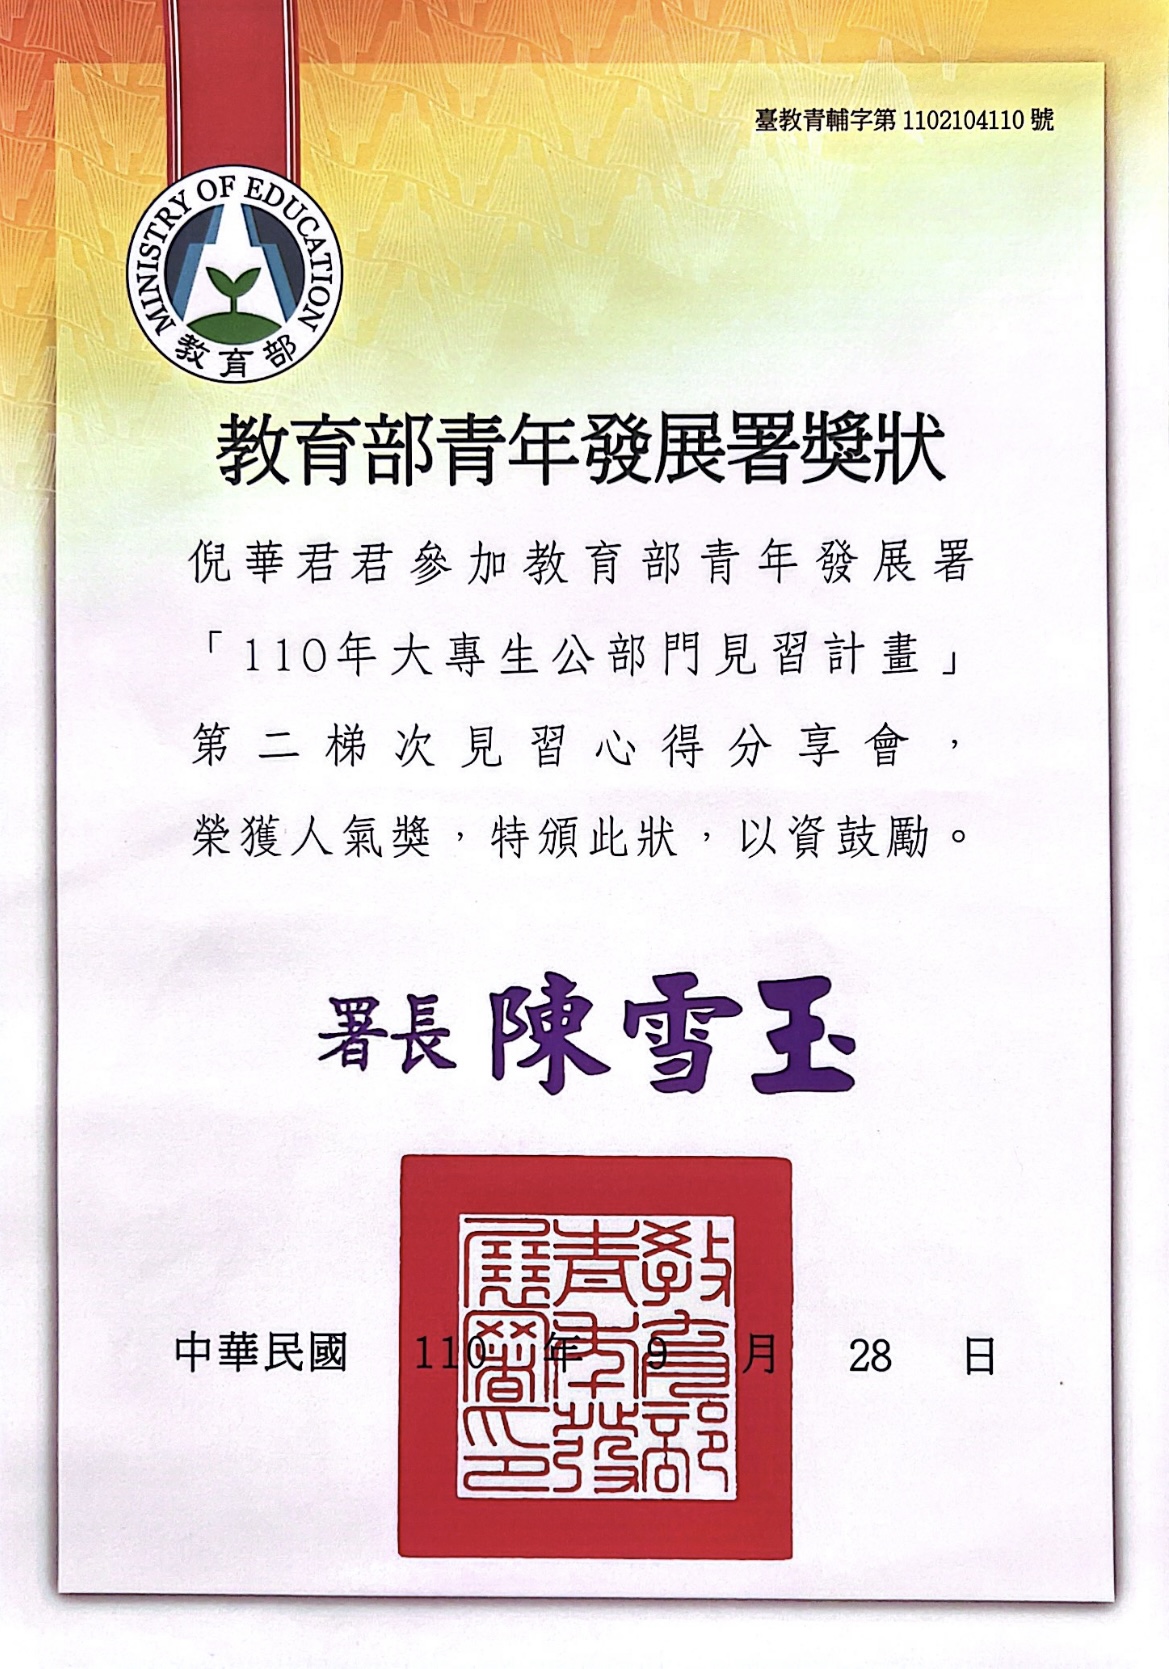 臺教青輔字第 1102104110 號
MINISTRY OF EDUCATION
教育部
教育部青年發展署獎狀
倪華君君參加教育部青年發展署
「110年大專生公部門見習計畫」
第二梯次見習心得分享會，
榮獲人氣獎，特頒此狀，以資鼓勵。
署長 陳雪玉
教育部青年發展署印
中華民國 110 年 9 月 28 日